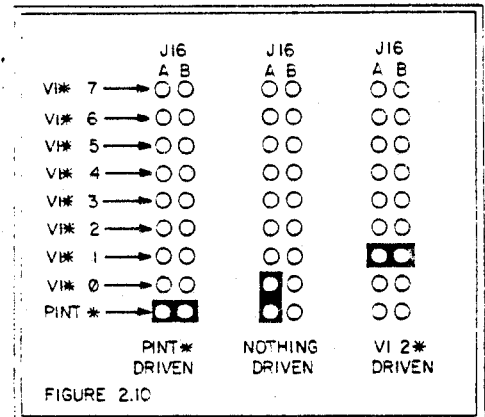 J16 J16 J16
A B A B A B
VI* 7
VI* 6
VI* 5
VI* 4
VI* 3
VI* 2
VI* 1
VI* 0
PINT *
PINT* NOTHING VI 2*
DRIVEN DRIVEN DRIVEN
FIGURE 2.10